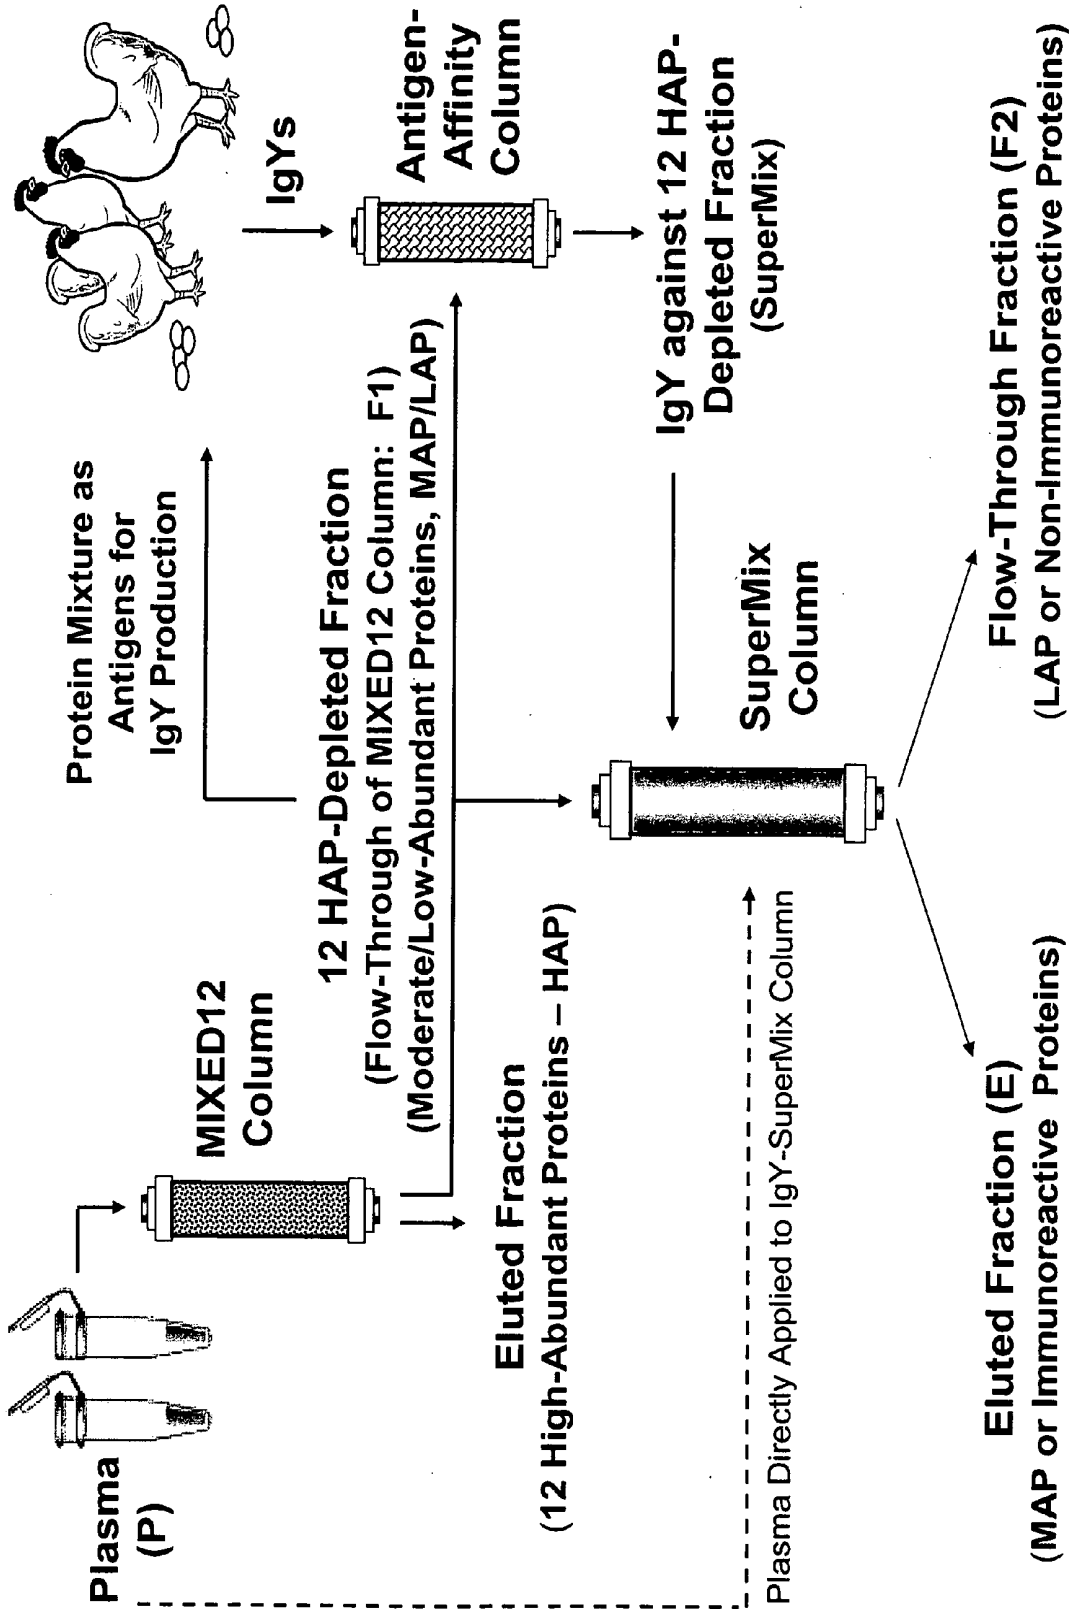 Plasma
(P)
MIXED12
Column
Eluted Fraction
(12 High-Abundant Proteins – HAP)
Protein Mixture as
Antigens for
IgY Production
12 HAP-Depleted Fraction
(Flow-Through of MIXED12 Column: F1)
(Moderate/Low-Abundant Proteins, MAP/LAP)
IgYs
Antigen-
Affinity
Column
IgY against 12 HAP-
Depleted Fraction
(SuperMix)
SuperMix
Column
Plasma Directly Applied to IgY-SuperMix Column
Eluted Fraction (E)
(MAP or Immunoreactive Proteins)
Flow-Through Fraction (F2)
(LAP or Non-Immunoreactive Proteins)